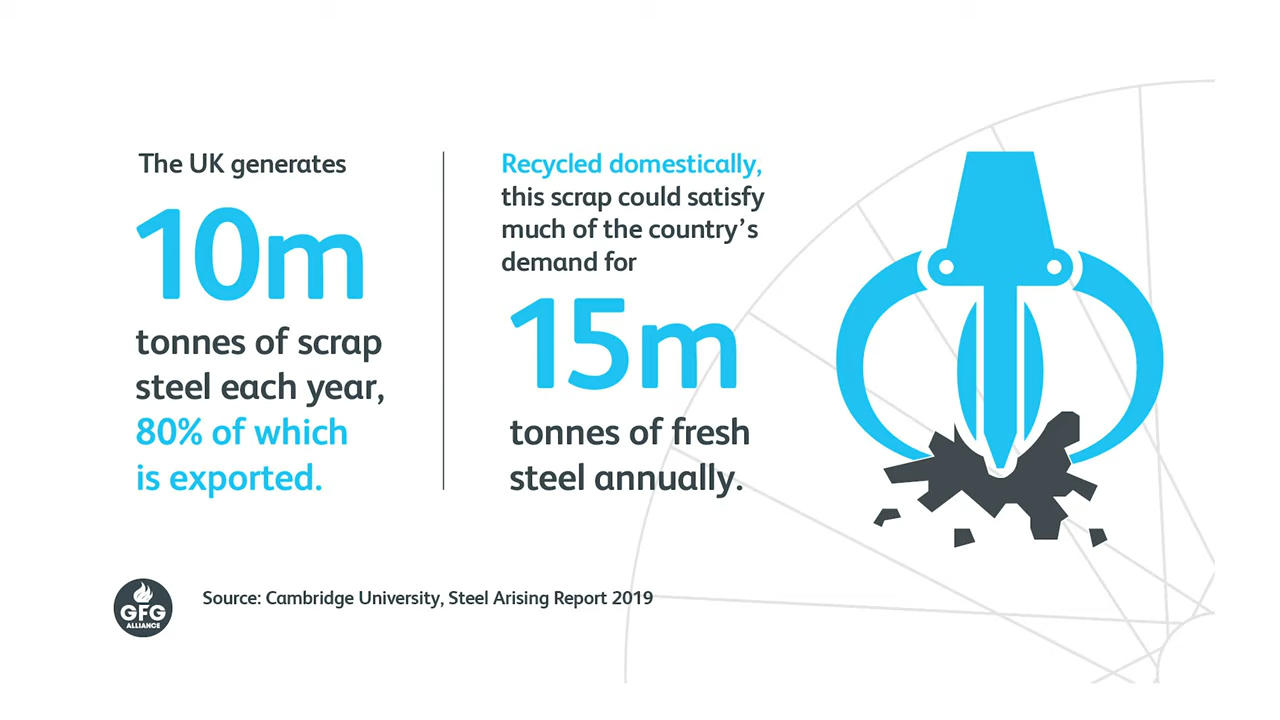 The UK generates
10m
tonnes of scrap
steel each year,
80% of which
is exported.
Recycled domestically,
this scrap could satisfy
much of the country’s
demand for
15m
tonnes of fresh
steel annually.
GFG
ALLIANCE
Source: Cambridge University, Steel Arising Report 2019